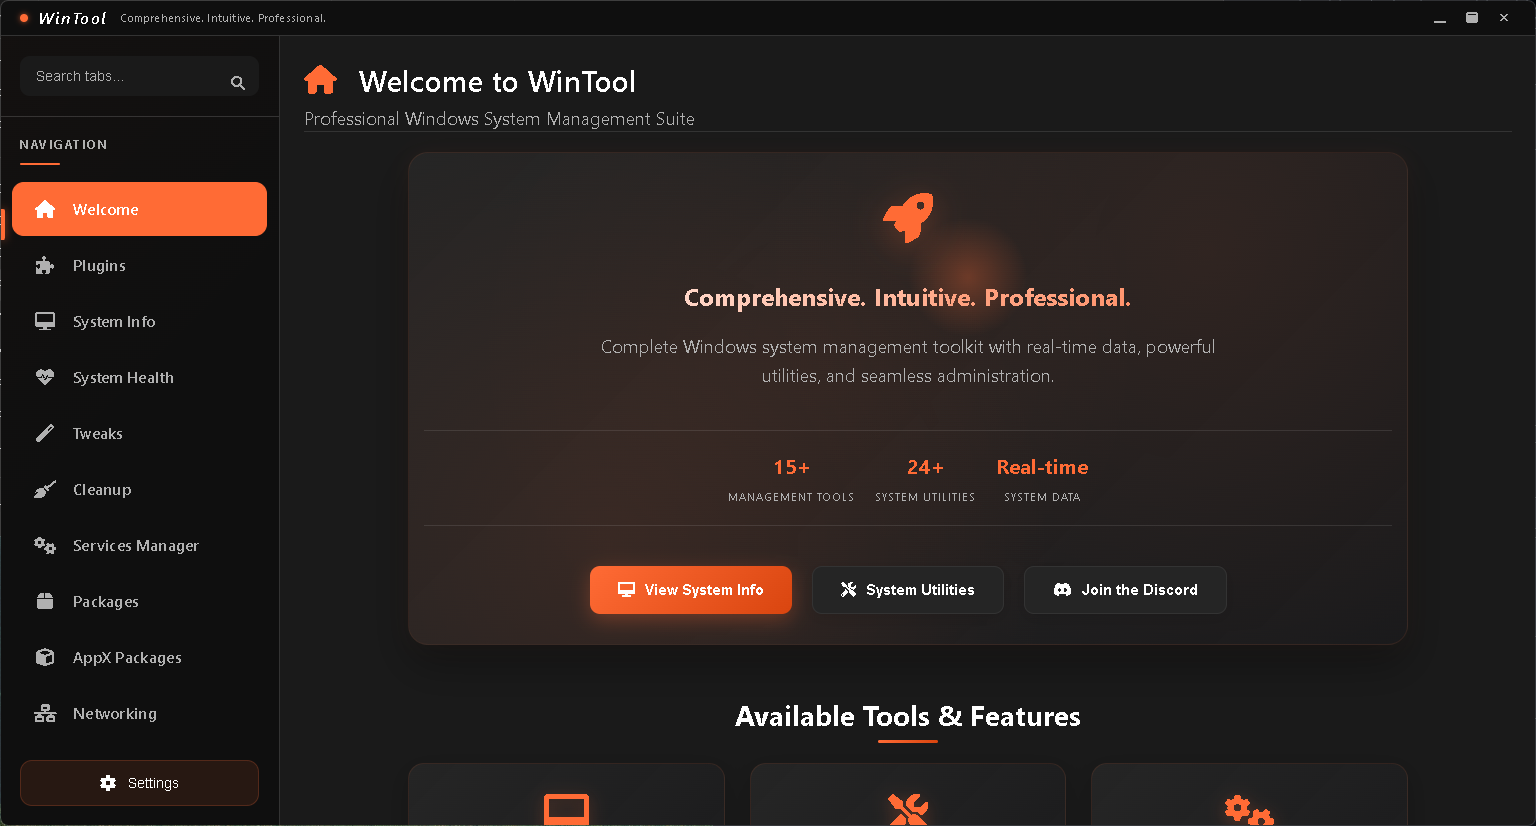 WinTool
Comprehensive. Intuitive. Professional.
Search tabs...
NAVIGATION
Welcome
Plugins
System Info
System Health
Tweaks
Cleanup
Services Manager
Packages
AppX Packages
Networking
Settings
Welcome to WinTool
Professional Windows System Management Suite
Comprehensive. Intuitive. Professional.
Complete Windows system management toolkit with real-time data, powerful
utilities, and seamless administration.
15+
MANAGEMENT TOOLS
24+
SYSTEM UTILITIES
Real-time
SYSTEM DATA
View System Info
System Utilities
Join the Discord
Available Tools & Features